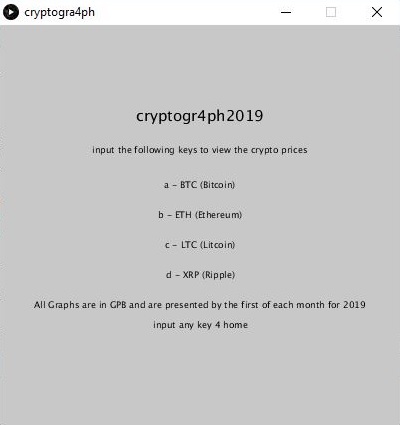 cryptogra4ph
cryptogr4ph2019
input the following keys to view the crypto prices
a - BTC (Bitcoin)
b - ETH (Ethereum)
c - LTC (Litcoin)
d - XRP (Ripple)
All Graphs are in GPB and are presented by the first of each month for 2019
input any key 4 home